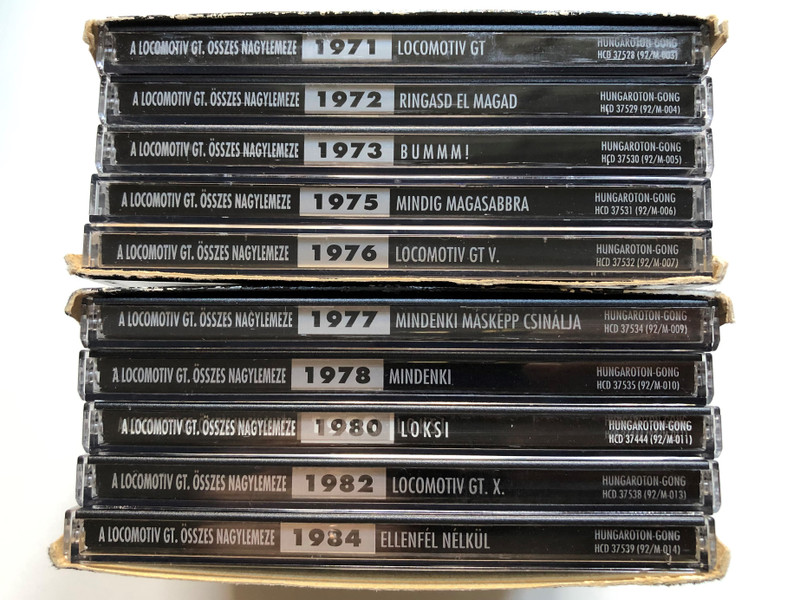 A LOCOMOTIV GT. ÖSSZES NAGYLEMEZE 1971 LOCOMOTIV GT HUNGAROTON-GONG
HCD 37528 (92/M-003)
A LOCOMOTIV GT. ÖSSZES NAGYLEMEZE 1972 RINGASD EL MAGAD HUNGAROTON-GONG
HCD 37529 (92/M-004)
A LOCOMOTIV GT. ÖSSZES NAGYLEMEZE 1973 BUMMM! HUNGAROTON-GONG
HCD 37530 (92/M-005)
A LOCOMOTIV GT. ÖSSZES NAGYLEMEZE 1975 MINDIG MAGASABBRA HUNGAROTON-GONG
HCD 37531 (92/M-006)
A LOCOMOTIV GT. ÖSSZES NAGYLEMEZE 1976 LOCOMOTIV GT V. HUNGAROTON-GONG
HCD 37532 (92/M-007)
A LOCOMOTIV GT. ÖSSZES NAGYLEMEZE 1977 MINDENKI MÁSKÉPP CSINÁLJA HUNGAROTON-GONG
HCD 37534 (92/M-009)
A LOCOMOTIV GT. ÖSSZES NAGYLEMEZE 1978 MINDENKI HUNGAROTON-GONG
HCD 37535 (92/M-010)
A LOCOMOTIV GT. ÖSSZES NAGYLEMEZE 1980 LOKSI HUNGAROTON-GONG
HCD 37444 (92/M-011)
A LOCOMOTIV GT. ÖSSZES NAGYLEMEZE 1982 LOCOMOTIV GT. X. HUNGAROTON-GONG
HCD 37538 (92/M-013)
A LOCOMOTIV GT. ÖSSZES NAGYLEMEZE 1984 ELLENFÉL NÉLKÜL HUNGAROTON-GONG
HCD 37539 (92/M-014)